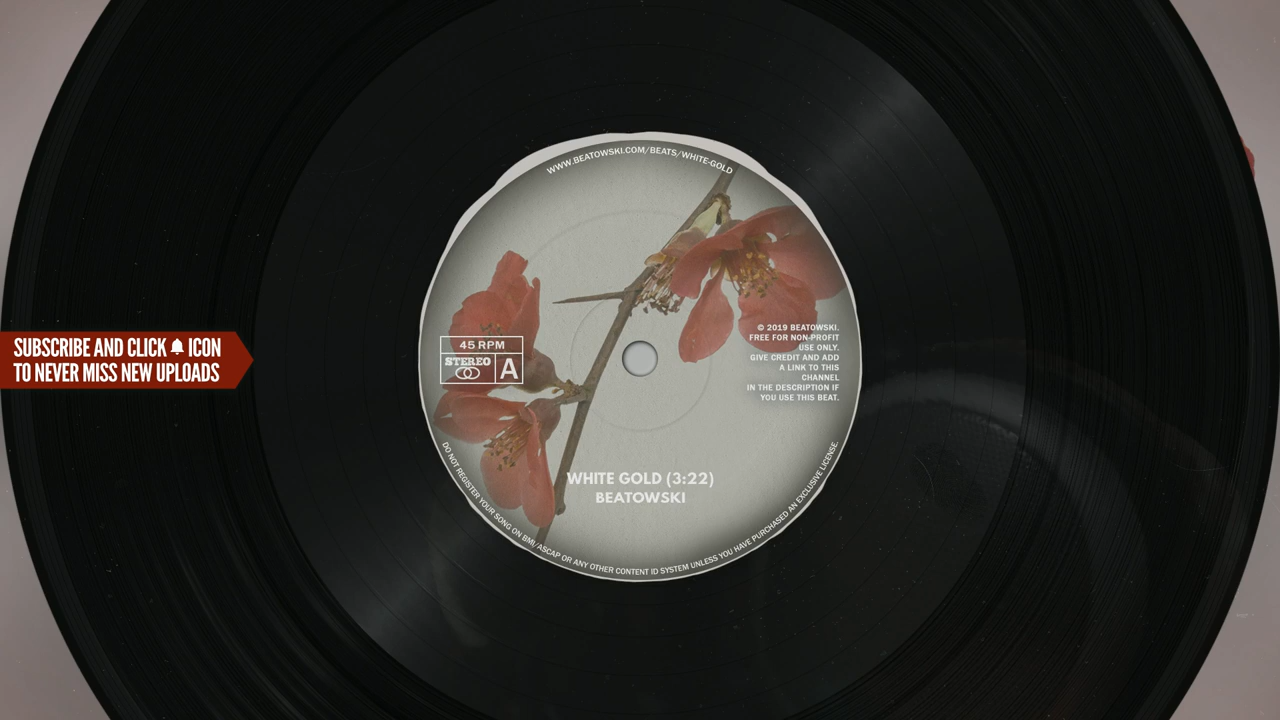 WWW.BEATOWSKI.COM/BEATS/WHITE-GOLD
SUBSCRIBE AND CLICK ICON
TO NEVER MISS NEW UPLOADS
45 RPM
STEREO
A
© 2019 BEATOWSKI.
FREE FOR NON-PROFIT
USE ONLY.
GIVE CREDIT AND ADD
A LINK TO THIS
CHANNEL
IN THE DESCRIPTION IF
YOU USE THIS BEAT.
WHITE GOLD (3:22)
BEATOWSKI
DO NOT REGISTER YOUR SONG ON BMI/ASCAP OR ANY OTHER CONTENT ID SYSTEM UNLESS YOU HAVE PURCHASED AN EXCLUSIVE LICENSE.